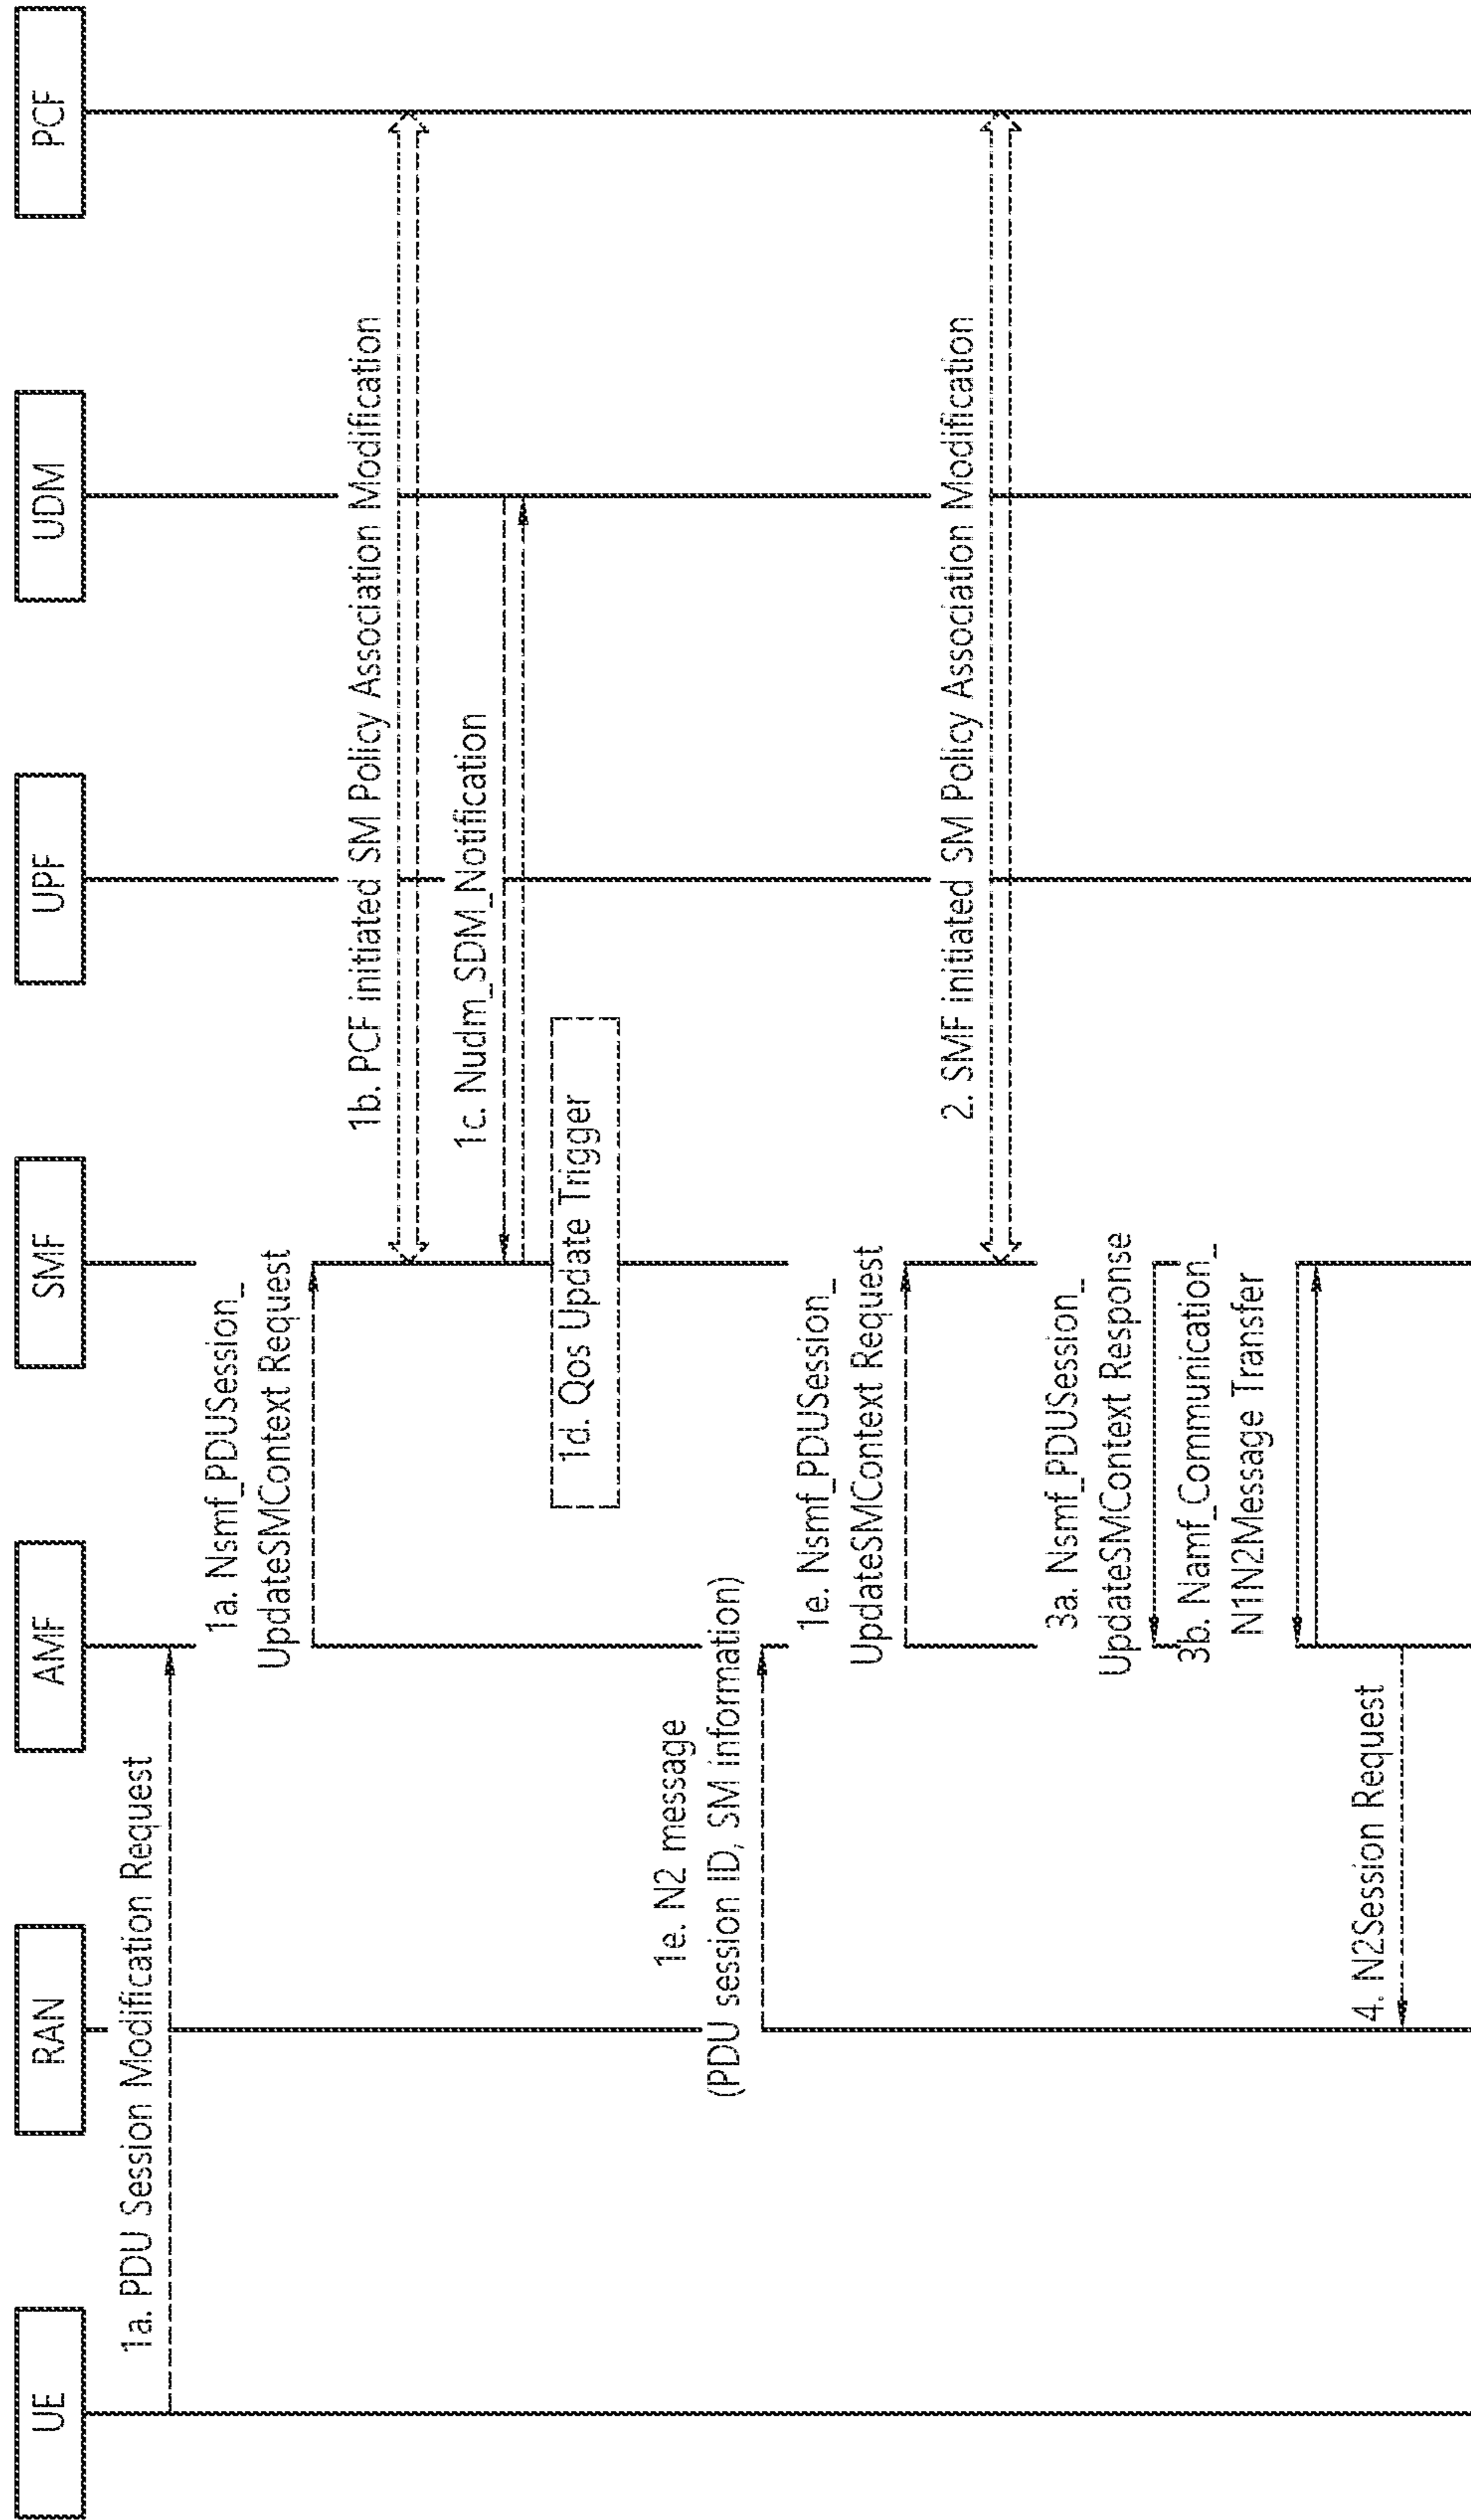 UE
RAN
AMF
SMF
UPF
UDM
PCF
1a. PDU Session Modification Request
1a. Nsmf_PDUSession_
UpdateSMContext Request
1b. PCF initiated SM Policy Association Modification
1c. Nudm_SDM_Notification
1d. Qos Update Trigger
1e. N2 message
(PDU session ID, SM information)
1e. Nsmf_PDUSession_
UpdateSMContext Request
2. SMF initiated SM Policy Association Modification
3a. Nsmf_PDUSession_
UpdateSMContext Response
3b. Namf_Communication_
N1N2Message Transfer
4. N2Session Request